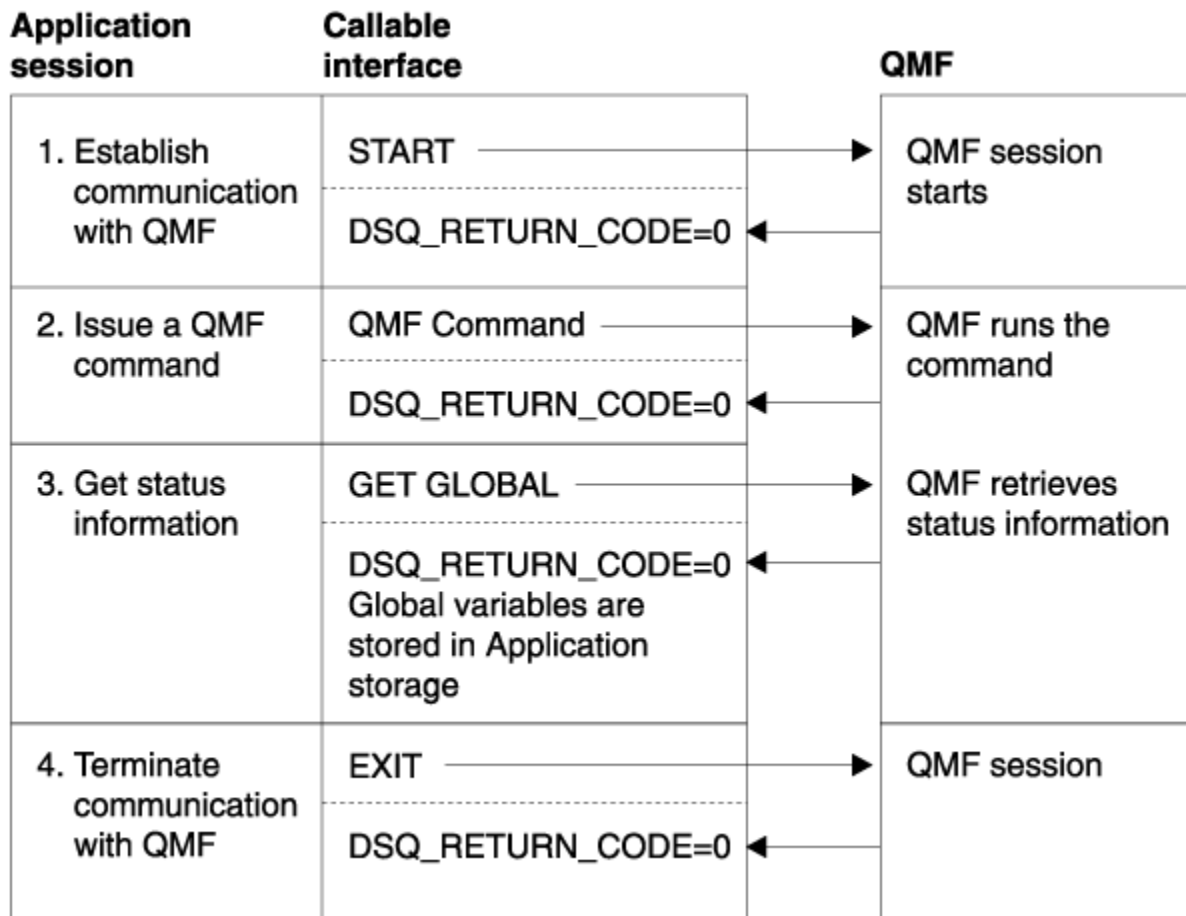 Application
session
Callable
interface
QMF
1. Establish
communication
with QMF
START
DSQ_RETURN_CODE=0
QMF session
starts
2. Issue a QMF
command
QMF Command
DSQ_RETURN_CODE=0
QMF runs the
command
3. Get status
information
GET GLOBAL
DSQ_RETURN_CODE=0
Global variables are
stored in Application
storage
QMF retrieves
status information
4. Terminate
communication
with QMF
EXIT
DSQ_RETURN_CODE=0
QMF session